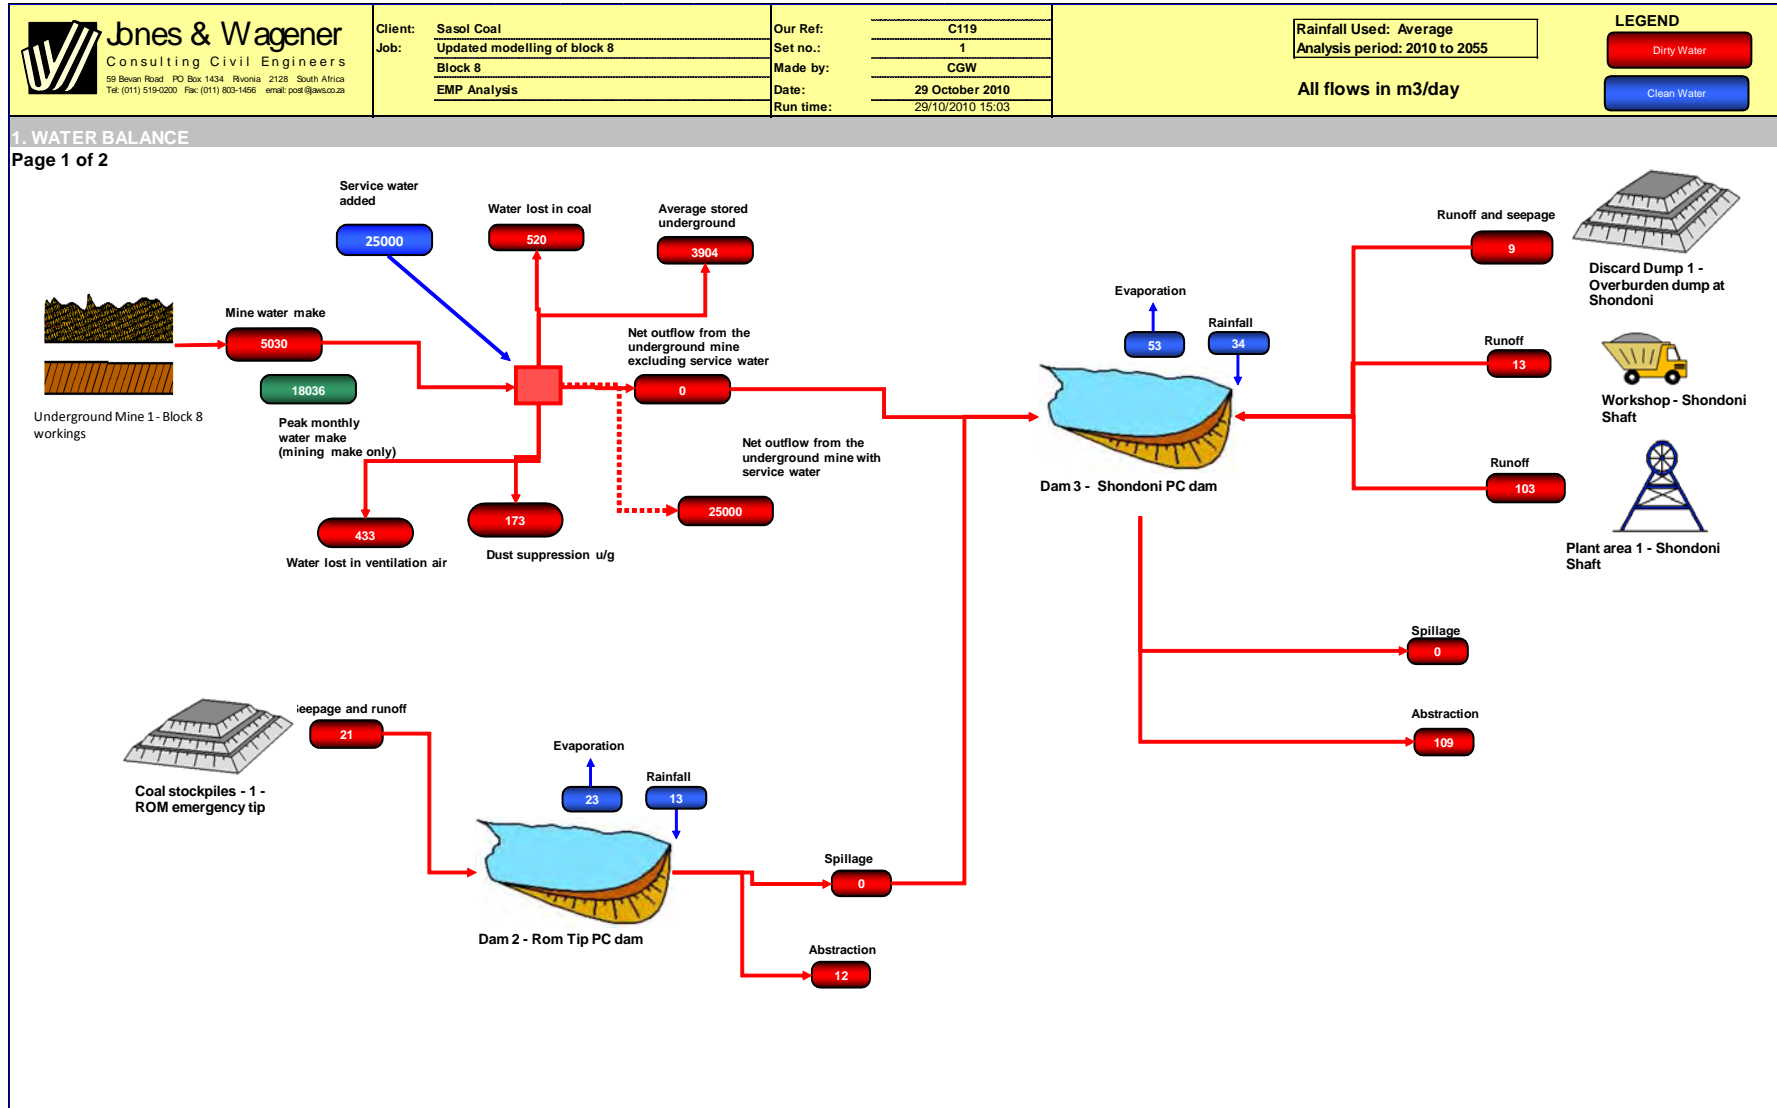 Jones & Wagener
Consulting Civil Engineers
59 Bevan Road PO Box 1434 Rivonia 2128 South Africa
Tel: (011) 519-0200 Fax: (011) 803-1456 email: post@jaws.co.za
Client: Sasol Coal
Job: Updated modelling of block 8
Block 8
EMP Analysis
Our Ref: C119
Set no.: 1
Made by: CGW
Date: 29 October 2010
Run time: 29/10/2010 15:03
Rainfall Used: Average
Analysis period: 2010 to 2055
All flows in m3/day
LEGEND
Dirty Water
Clean Water
1. WATER BALANCE
Page 1 of 2
Service water
added
25000
Water lost in coal
520
Average stored
underground
3904
Mine water make
5030
18036
Peak monthly
water make
(mining make only)
Underground Mine 1 - Block 8
workings
Net outflow from the
underground mine
excluding service water
0
Net outflow from the
underground mine with
service water
25000
433
Water lost in ventilation air
173
Dust suppression u/g
Evaporation
53
Rainfall
34
Dam 3 - Shondoni PC dam
Runoff and seepage
9
Discard Dump 1 -
Overburden dump at
Shondoni
Runoff
13
Workshop - Shondoni
Shaft
Runoff
103
Plant area 1 - Shondoni
Shaft
Spillage
0
Abstraction
109
Seepage and runoff
21
Coal stockpiles - 1 -
ROM emergency tip
Evaporation
23
Rainfall
13
Dam 2 - Rom Tip PC dam
Spillage
0
Abstraction
12